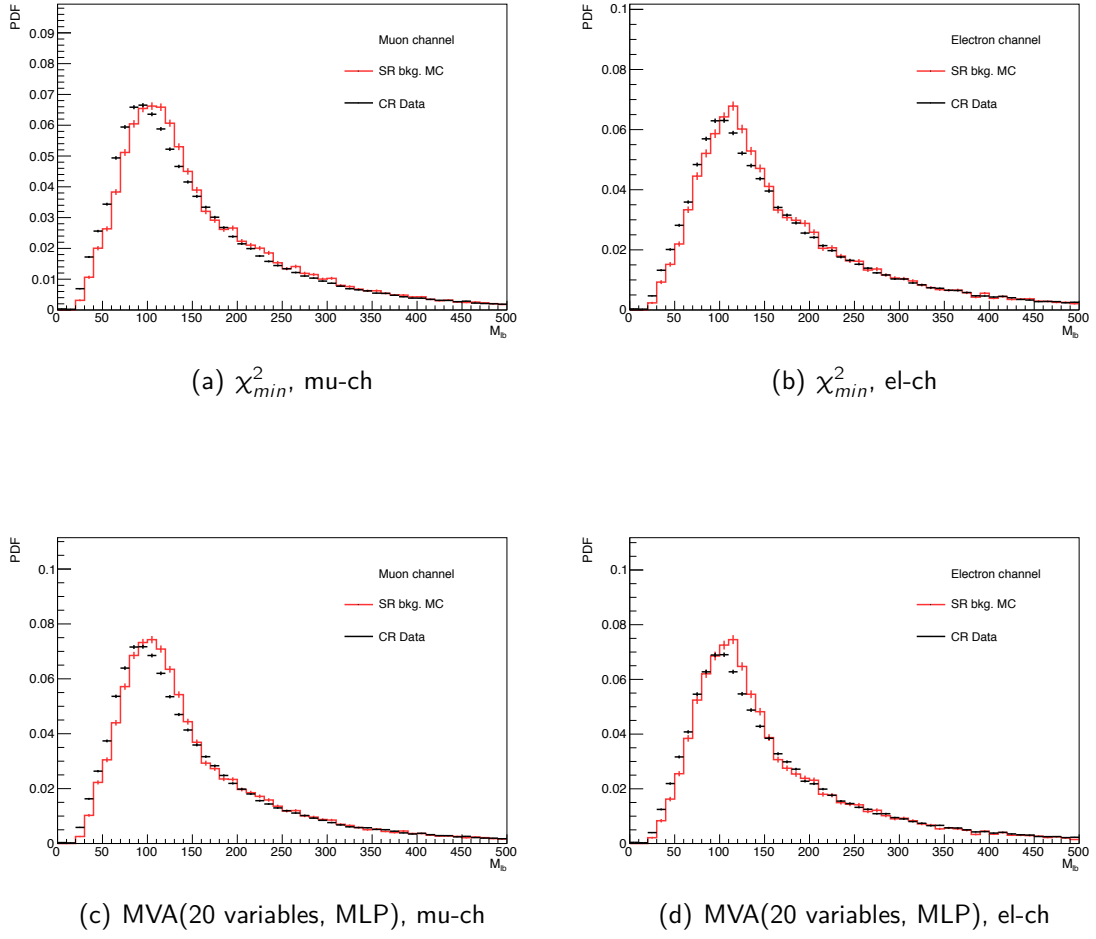 PDF
0.09
0.08
0.07
0.06
0.05
0.04
0.03
0.02
0.01
0
Muon channel
SR bkg. MC
CR Data
0 50 100 150 200 250 300 350 400 450 500
M_lb
(a) χ²_min, mu-ch
PDF
0.1
0.08
0.06
0.04
0.02
0
Electron channel
SR bkg. MC
CR Data
0 50 100 150 200 250 300 350 400 450 500
M_lb
(b) χ²_min, el-ch
PDF
0.1
0.08
0.06
0.04
0.02
0
Muon channel
SR bkg. MC
CR Data
0 50 100 150 200 250 300 350 400 450 500
M_lb
(c) MVA(20 variables, MLP), mu-ch
PDF
0.1
0.08
0.06
0.04
0.02
0
Electron channel
SR bkg. MC
CR Data
0 50 100 150 200 250 300 350 400 450 500
M_lb
(d) MVA(20 variables, MLP), el-ch